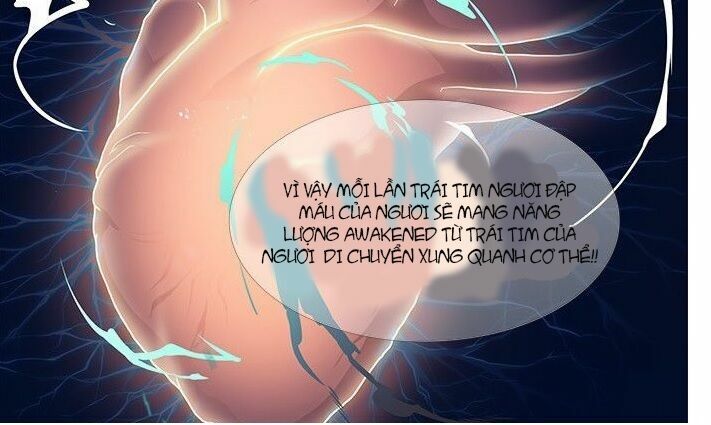 VÌ VẬY MỖI LẦN TRÁI TIM NGƯƠI ĐẬP
MÁU CỦA NGƯƠI SẼ MANG NĂNG
LƯỢNG AWAKENED TỪ TRÁI TIM CỦA
NGƯƠI DI CHUYỂN XUNG QUANH CƠ THỂ!!